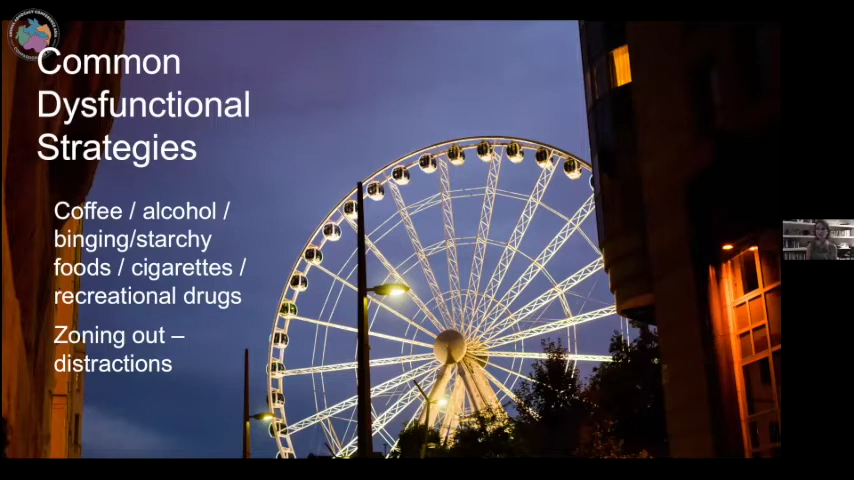 Common
Dysfunctional
Strategies
Coffee / alcohol /
binging/starchy
foods / cigarettes /
recreational drugs
Zoning out –
distractions